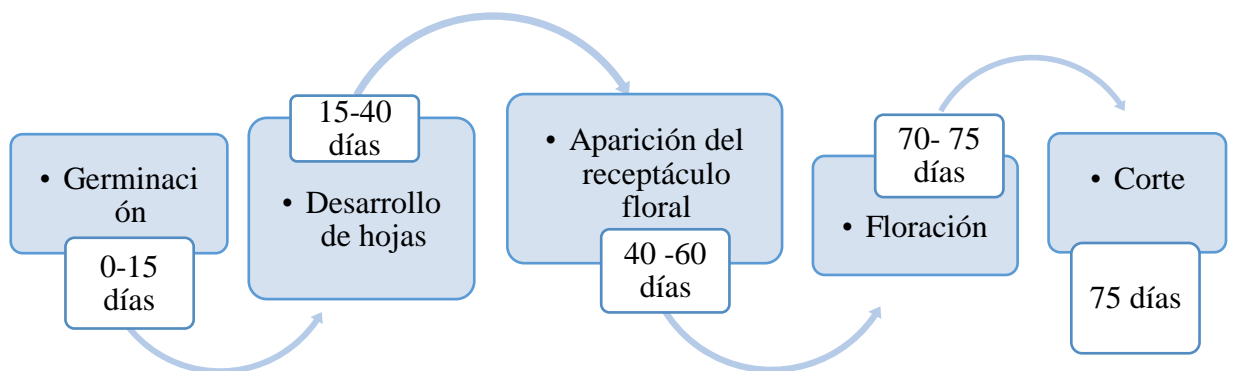 • Germinaci
ón
0-15
días
15-40
días
• Desarrollo
de hojas
• Aparición del
receptáculo
floral
40 -60
días
70- 75
días
• Floración
• Corte
75 días